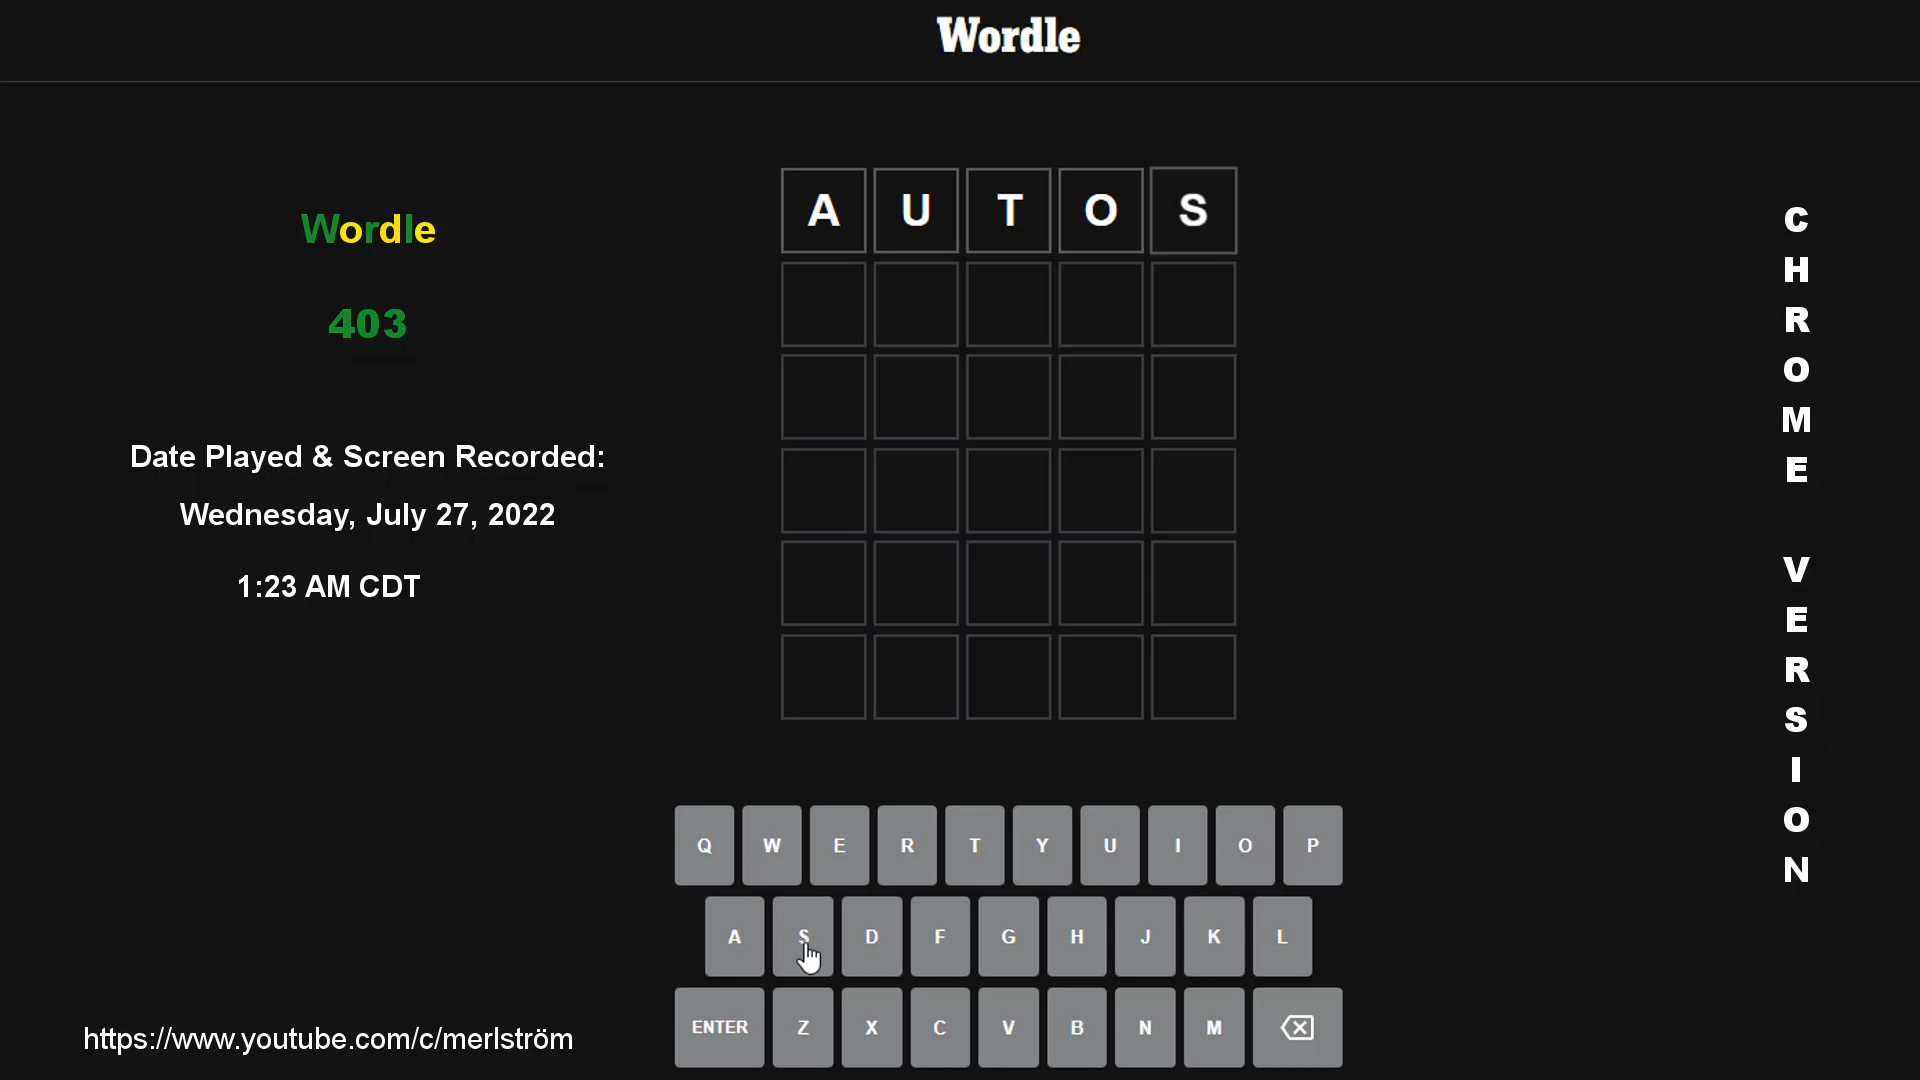 Wordle
Wordle
403
Date Played & Screen Recorded:
Wednesday, July 27, 2022
1:23 AM CDT
https://www.youtube.com/c/merlström
A U T O S
Q W E R T Y U I O P
A S D F G H J K L
ENTER Z X C V B N M
C
H
R
O
M
E
V
E
R
S
I
O
N